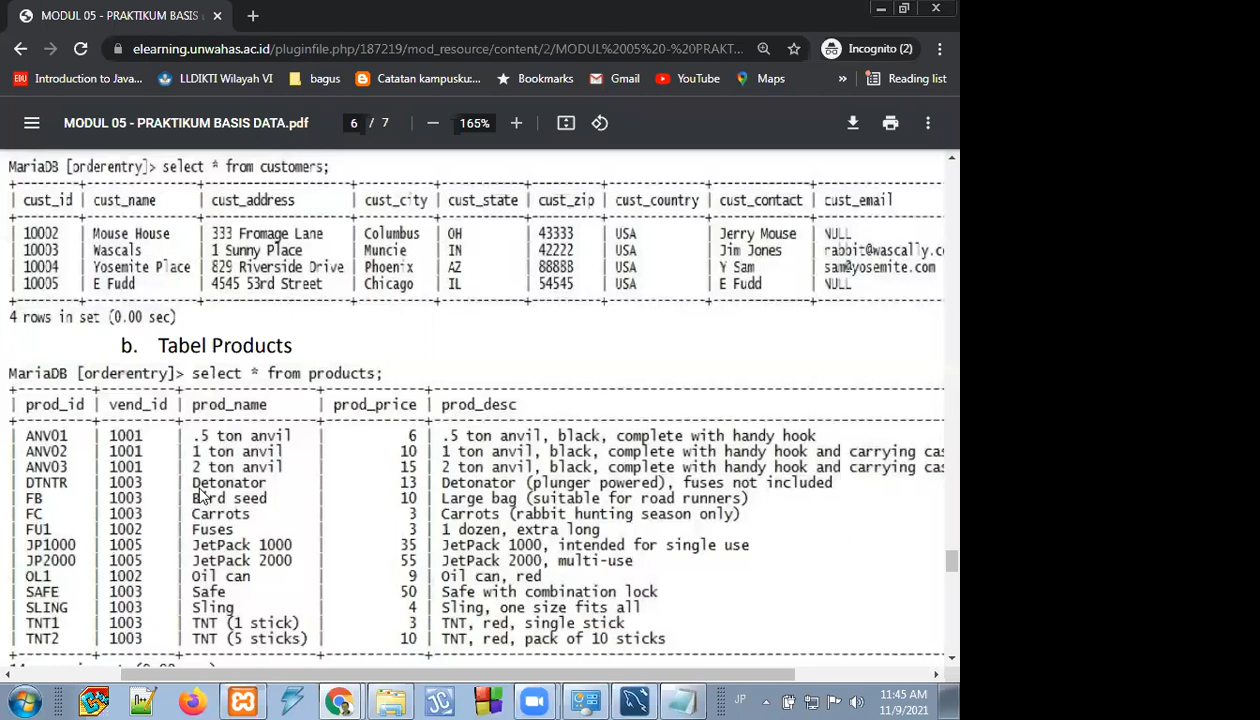 MODUL 05 - PRAKTIKUM BASIS
elearning.unwahas.ac.id/pluginfile.php/187219/mod_resource/content/2/MODUL%2005%20-%20PRAKT...
Incognito (2)
EDU Introduction to Java... LLDIKTI Wilayah VI bagus Catatan kampusku:... Bookmarks Gmail YouTube Maps » Reading list
MODUL 05 - PRAKTIKUM BASIS DATA.pdf 6 / 7 — 165% +
MariaDB [orderentry]> select * from customers;
| cust_id | cust_name | cust_address | cust_city | cust_state | cust_zip | cust_country | cust_contact | cust_email
| 10002 | Mouse House | 333 Fromage Lane | Columbus | OH | 43333 | USA | Jerry Mouse | NULL
| 10003 | Wascals | 1 Sunny Place | Muncie | IN | 42222 | USA | Jim Jones | rabbit@wascally.co
| 10004 | Yosemite Place | 829 Riverside Drive | Phoenix | AZ | 88888 | USA | Y Sam | sam@yosemite.com
| 10005 | E Fudd | 4545 53rd Street | Chicago | IL | 54545 | USA | E Fudd | NULL
4 rows in set (0.00 sec)
b. Tabel Products
MariaDB [orderentry]> select * from products;
| prod_id | vend_id | prod_name | prod_price | prod_desc
| ANV01 | 1001 | .5 ton anvil | 6 | .5 ton anvil, black, complete with handy hook
| ANV02 | 1001 | 1 ton anvil | 10 | 1 ton anvil, black, complete with handy hook and carrying cas
| ANV03 | 1001 | 2 ton anvil | 15 | 2 ton anvil, black, complete with handy hook and carrying cas
| DTNTR | 1003 | Detonator | 13 | Detonator (plunger powered), fuses not included
| FB | 1003 | Bird seed | 10 | Large bag (suitable for road runners)
| FC | 1003 | Carrots | 3 | Carrots (rabbit hunting season only)
| FU1 | 1002 | Fuses | 3 | 1 dozen, extra long
| JP1000 | 1005 | JetPack 1000 | 35 | JetPack 1000, intended for single use
| JP2000 | 1005 | JetPack 2000 | 55 | JetPack 2000, multi-use
| OL1 | 1002 | Oil can | 9 | Oil can, red
| SAFE | 1003 | Safe | 50 | Safe with combination lock
| SLING | 1003 | Sling | 4 | Sling, one size fits all
| TNT1 | 1003 | TNT (1 stick) | 3 | TNT, red, single stick
| TNT2 | 1003 | TNT (5 sticks) | 10 | TNT, red, pack of 10 sticks
JP 11:45 AM
11/9/2021